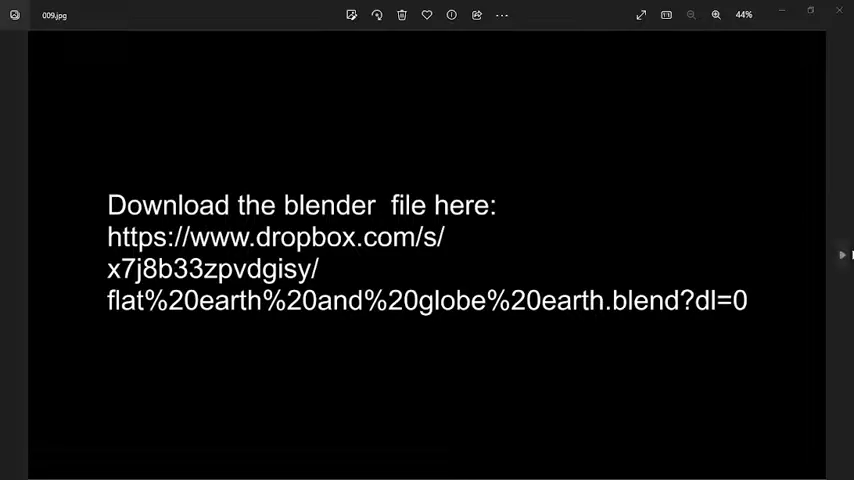 009.jpg
44%
Download the blender  file here:
https://www.dropbox.com/s/
x7j8b33zpvdgisy/
flat%20earth%20and%20globe%20earth.blend?dl=0